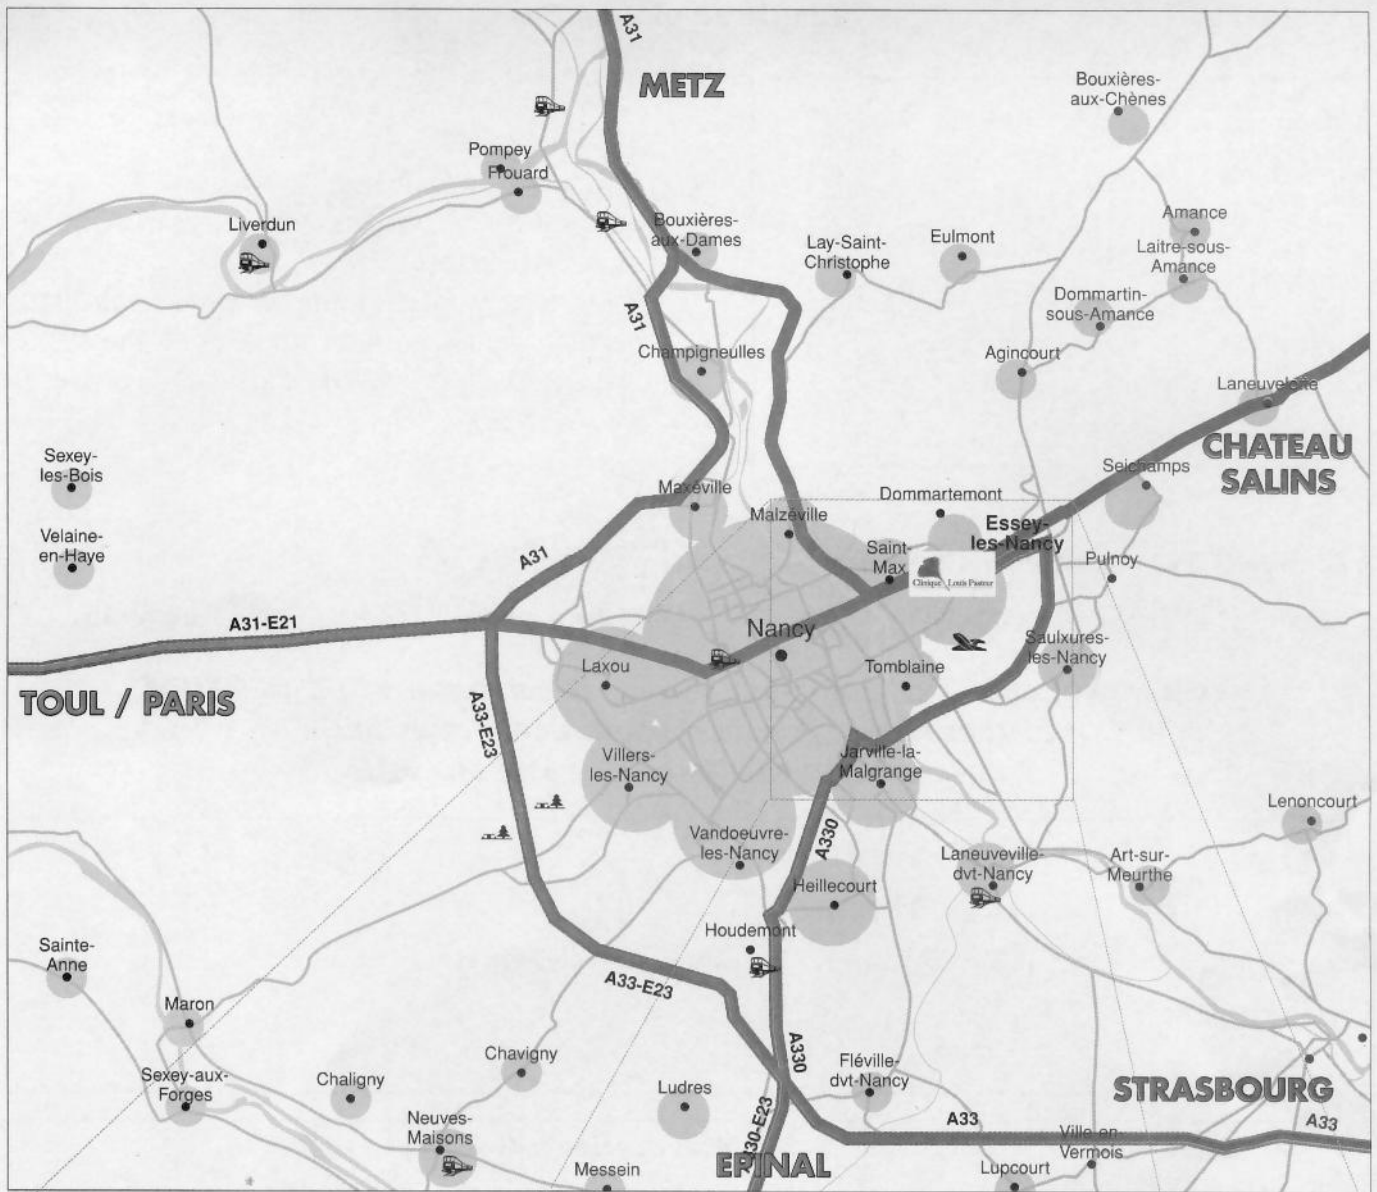 A31
METZ
Bouxières-
aux-Chênes
Pompey
Frouard
Liverdun
Bouxières-
aux-Dames
Lay-Saint-
Christophe
Eulmont
Amance
Laitre-sous-
Amance
Dommartin-
sous-Amance
A31
Champigneulles
Agincourt
Laneuvelotte
CHATEAU
SALINS
Sexey-
les-Bois
Seichamps
Maxéville
Dommartemont
Malzéville
Essey-
les-Nancy
Velaine-
en-Haye
A31
Saint-
Max
Pulnoy
Clinique Louis Pasteur
A31-E21
Nancy
Saulxures-
les-Nancy
Laxou
Tomblaine
TOUL / PARIS
A33-E23
Villers-
les-Nancy
Jarville-la-
Malgrange
Lenoncourt
Vandoeuvre-
les-Nancy
A330
Laneuveville-
dvt-Nancy
Art-sur-
Meurthe
Heillecourt
Houdemont
Sainte-
Anne
A33-E23
Maron
A330
Chavigny
Fléville-
dvt-Nancy
Sexey-aux-
Forges
Chaligny
Ludres
STRASBOURG
Neuves-
Maisons
A33
A33
Ville-en-
Vermois
EPINAL
Messein
Lupcourt